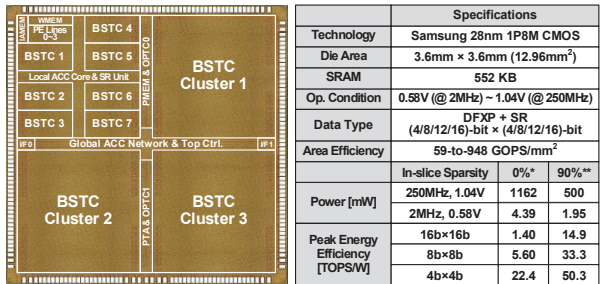 IAMEM
WMEM
PE Lines
0~3
BSTC 4
BSTC 1
BSTC 5
Local ACC Core & SR Unit
BSTC 2
BSTC 6
BSTC 3
BSTC 7
PMEM & OPTC0
BSTC
Cluster 1
I/F0
Global ACC Network & Top Ctrl.
I/F1
BSTC
Cluster 2
PTA & OPTC1
BSTC
Cluster 3
Specifications
Technology Samsung 28nm 1P8M CMOS
Die Area 3.6mm × 3.6mm (12.96mm²)
SRAM 552 KB
Op. Condition 0.58V (@ 2MHz) ~ 1.04V (@ 250MHz)
Data Type DFXP + SR
(4/8/12/16)-bit × (4/8/12/16)-bit
Area Efficiency 59-to-948 GOPS/mm²
In-slice Sparsity 0%* 90%**
Power [mW]
250MHz, 1.04V 1162 500
2MHz, 0.58V 4.39 1.95
Peak Energy
Efficiency
[TOPS/W]
16b×16b 1.40 14.9
8b×8b 5.60 33.3
4b×4b 22.4 50.3